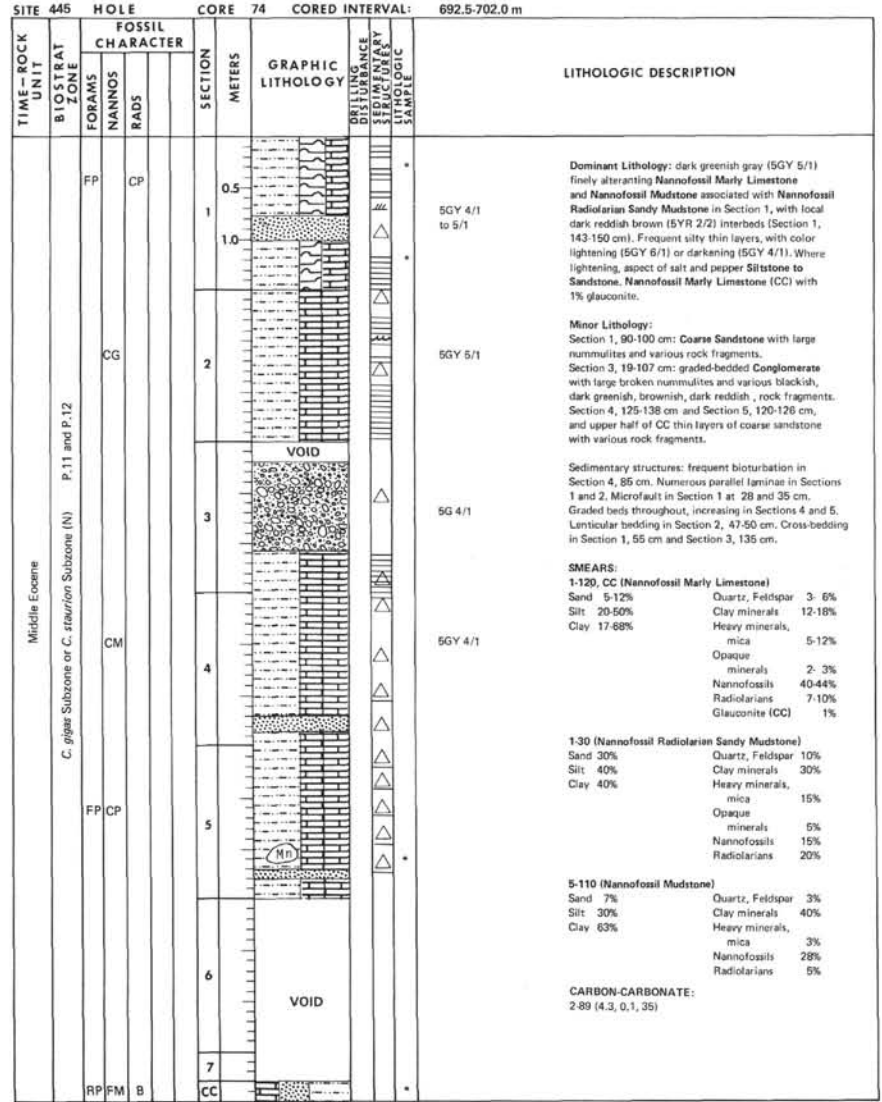 SITE 445 HOLE CORE 74 CORED INTERVAL: 692.5-702.0 m
TIME-ROCK UNIT
BIOSTRAT ZONE
FOSSIL CHARACTER
FORAMS
NANNOS
RADS
SECTION
METERS
GRAPHIC LITHOLOGY
DRILLING DISTURBANCE
SEDIMENTARY STRUCTURES
LITHOLOGIC SAMPLE
LITHOLOGIC DESCRIPTION
Middle Eocene
C. gigas Subzone or C. staurion Subzone (N) P.11 and P.12
FP CP
CG
CM
FP CP
RP FM B
1
0.5
1.0
2
3
4
5
6
7
CC
VOID
Mn
VOID
*
*
*
*
5GY 4/1
to 5/1
5GY 5/1
5G 4/1
5GY 4/1
Dominant Lithology: dark greenish gray (5GY 5/1)
finely alteranting Nannofossil Marly Limestone
and Nannofossil Mudstone associated with Nannofossil
Radiolarian Sandy Mudstone in Section 1, with local
dark reddish brown (5YR 2/2) interbeds (Section 1,
143-150 cm). Frequent silty thin layers, with color
lightening (5GY 6/1) or darkening (5GY 4/1). Where
lightening, aspect of salt and pepper Siltstone to
Sandstone. Nannofossil Marly Limestone (CC) with
1% glauconite.
Minor Lithology:
Section 1, 90-100 cm: Coarse Sandstone with large
nummulites and various rock fragments.
Section 3, 19-107 cm: graded-bedded Conglomerate
with large broken nummulites and various blackish,
dark greenish, brownish, dark reddish , rock fragments.
Section 4, 125-138 cm and Section 5, 120-126 cm,
and upper half of CC thin layers of coarse sandstone
with various rock fragments.
Sedimentary structures: frequent bioturbation in
Section 4, 85 cm. Numerous parallel laminae in Sections
1 and 2. Microfault in Section 1 at 28 and 35 cm.
Graded beds throughout, increasing in Sections 4 and 5.
Lenticular bedding in Section 2, 47-50 cm. Cross-bedding
in Section 1, 55 cm and Section 3, 135 cm.
SMEARS:
1-120, CC (Nannofossil Marly Limestone)
Sand 5-12% Quartz, Feldspar 3- 6%
Silt 20-50% Clay minerals 12-18%
Clay 17-68% Heavy minerals,
mica 5-12%
Opaque
minerals 2- 3%
Nannofossils 40-44%
Radiolarians 7-10%
Glauconite (CC) 1%
1-30 (Nannofossil Radiolarian Sandy Mudstone)
Sand 30% Quartz, Feldspar 10%
Silt 40% Clay minerals 30%
Clay 40% Heavy minerals,
mica 15%
Opaque
minerals 5%
Nannofossils 15%
Radiolarians 20%
5-110 (Nannofossil Mudstone)
Sand 7% Quartz, Feldspar 3%
Silt 30% Clay minerals 40%
Clay 63% Heavy minerals,
mica 3%
Nannofossils 28%
Radiolarians 5%
CARBON-CARBONATE:
2-89 (4.3, 0,1, 35)